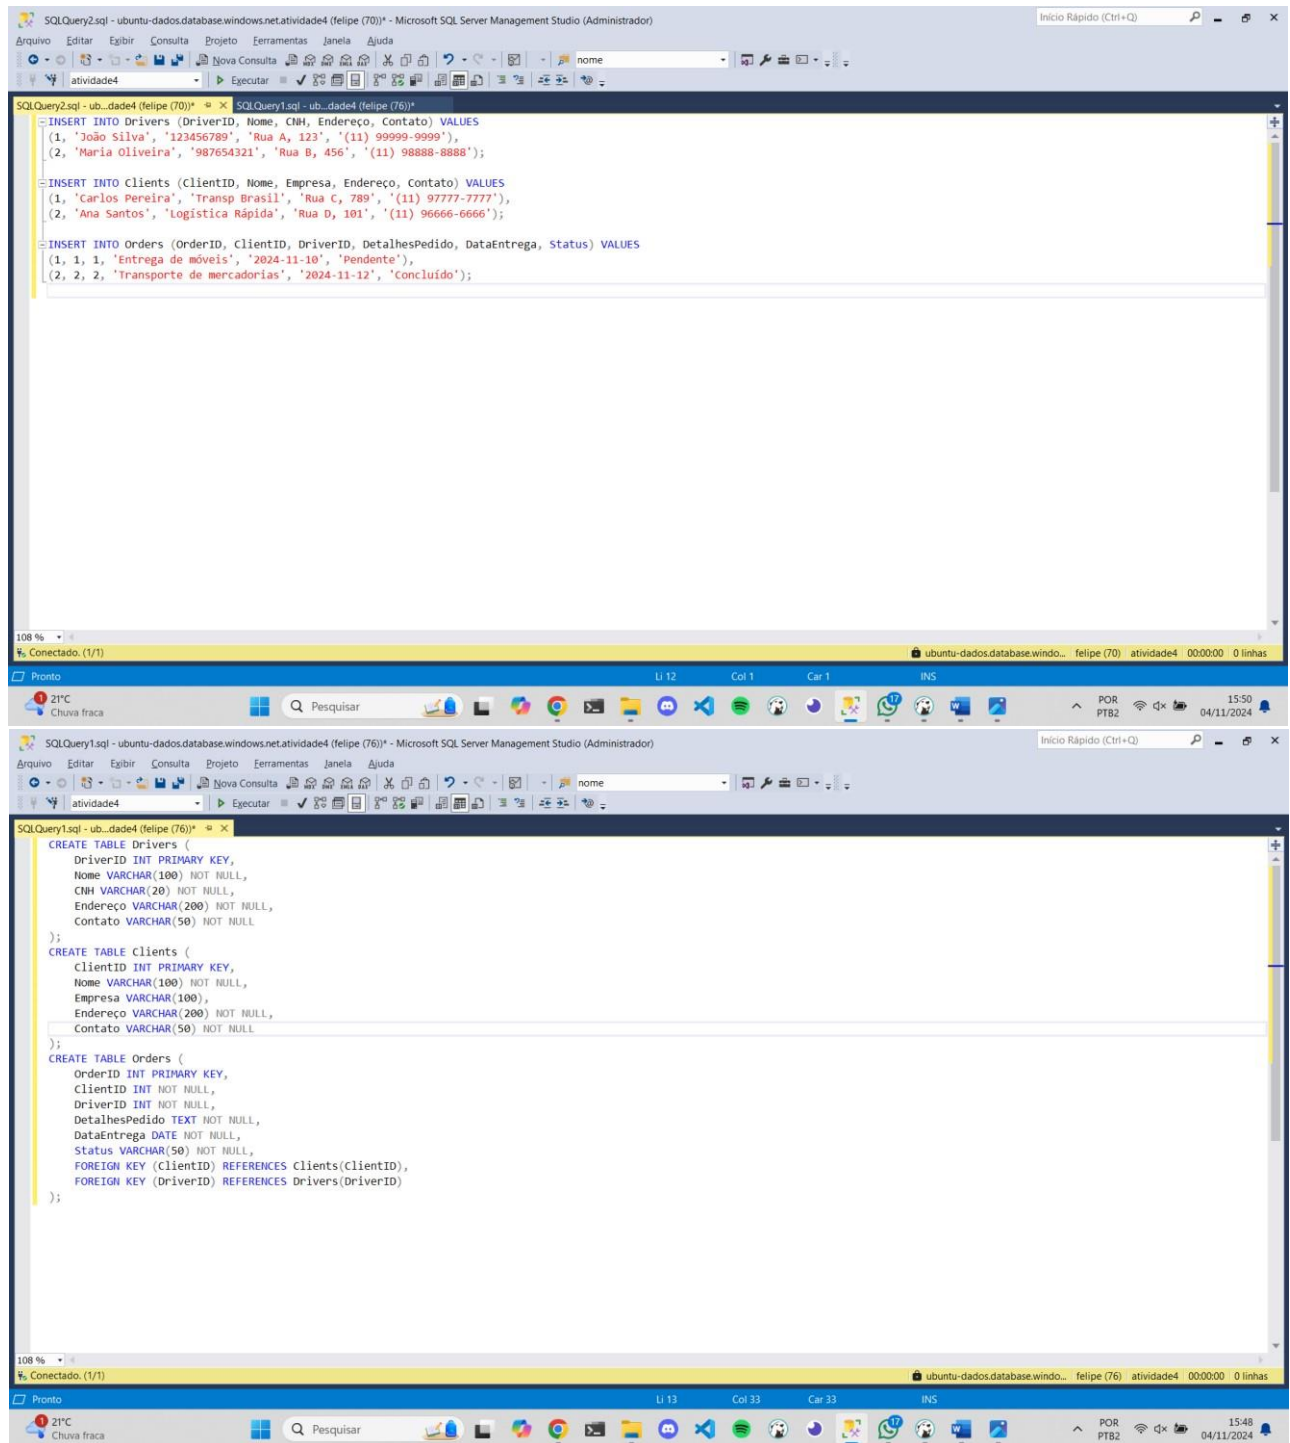 SQLQuery2.sql - ubuntu-dados.database.windows.net.atividade4 (felipe (70))* - Microsoft SQL Server Management Studio (Administrador)
Início Rápido (Ctrl+Q)
Arquivo Editar Exibir Consulta Projeto Ferramentas Janela Ajuda
Nova Consulta nome
atividade4 Executar
SQLQuery2.sql - ub...dade4 (felipe (70))* SQLQuery1.sql - ub...dade4 (felipe (76))*
INSERT INTO Drivers (DriverID, Nome, CNH, Endereço, Contato) VALUES
(1, 'João Silva', '123456789', 'Rua A, 123', '(11) 99999-9999'),
(2, 'Maria Oliveira', '987654321', 'Rua B, 456', '(11) 98888-8888');
INSERT INTO Clients (ClientID, Nome, Empresa, Endereço, Contato) VALUES
(1, 'Carlos Pereira', 'Transp Brasil', 'Rua C, 789', '(11) 97777-7777'),
(2, 'Ana Santos', 'Logística Rápida', 'Rua D, 101', '(11) 96666-6666');
INSERT INTO Orders (OrderID, ClientID, DriverID, DetalhesPedido, DataEntrega, Status) VALUES
(1, 1, 1, 'Entrega de móveis', '2024-11-10', 'Pendente'),
(2, 2, 2, 'Transporte de mercadorias', '2024-11-12', 'Concluído');
108 %
Conectado. (1/1) ubuntu-dados.database.windo... felipe (70) atividade4 00:00:00 0 linhas
Pronto Li 12 Col 1 Car 1 INS
1 21°C
Chuva fraca
Pesquisar
17
POR
PTB2
15:50
04/11/2024
SQLQuery1.sql - ubuntu-dados.database.windows.net.atividade4 (felipe (76))* - Microsoft SQL Server Management Studio (Administrador)
Início Rápido (Ctrl+Q)
Arquivo Editar Exibir Consulta Projeto Ferramentas Janela Ajuda
Nova Consulta nome
atividade4 Executar
SQLQuery1.sql - ub...dade4 (felipe (76))*
CREATE TABLE Drivers (
DriverID INT PRIMARY KEY,
Nome VARCHAR(100) NOT NULL,
CNH VARCHAR(20) NOT NULL,
Endereço VARCHAR(200) NOT NULL,
Contato VARCHAR(50) NOT NULL
);
CREATE TABLE Clients (
ClientID INT PRIMARY KEY,
Nome VARCHAR(100) NOT NULL,
Empresa VARCHAR(100),
Endereço VARCHAR(200) NOT NULL,
Contato VARCHAR(50) NOT NULL
);
CREATE TABLE Orders (
OrderID INT PRIMARY KEY,
ClientID INT NOT NULL,
DriverID INT NOT NULL,
DetalhesPedido TEXT NOT NULL,
DataEntrega DATE NOT NULL,
Status VARCHAR(50) NOT NULL,
FOREIGN KEY (ClientID) REFERENCES Clients(ClientID),
FOREIGN KEY (DriverID) REFERENCES Drivers(DriverID)
);
108 %
Conectado. (1/1) ubuntu-dados.database.windo... felipe (76) atividade4 00:00:00 0 linhas
Pronto Li 13 Col 33 Car 33 INS
1 21°C
Chuva fraca
Pesquisar
17
POR
PTB2
15:48
04/11/2024